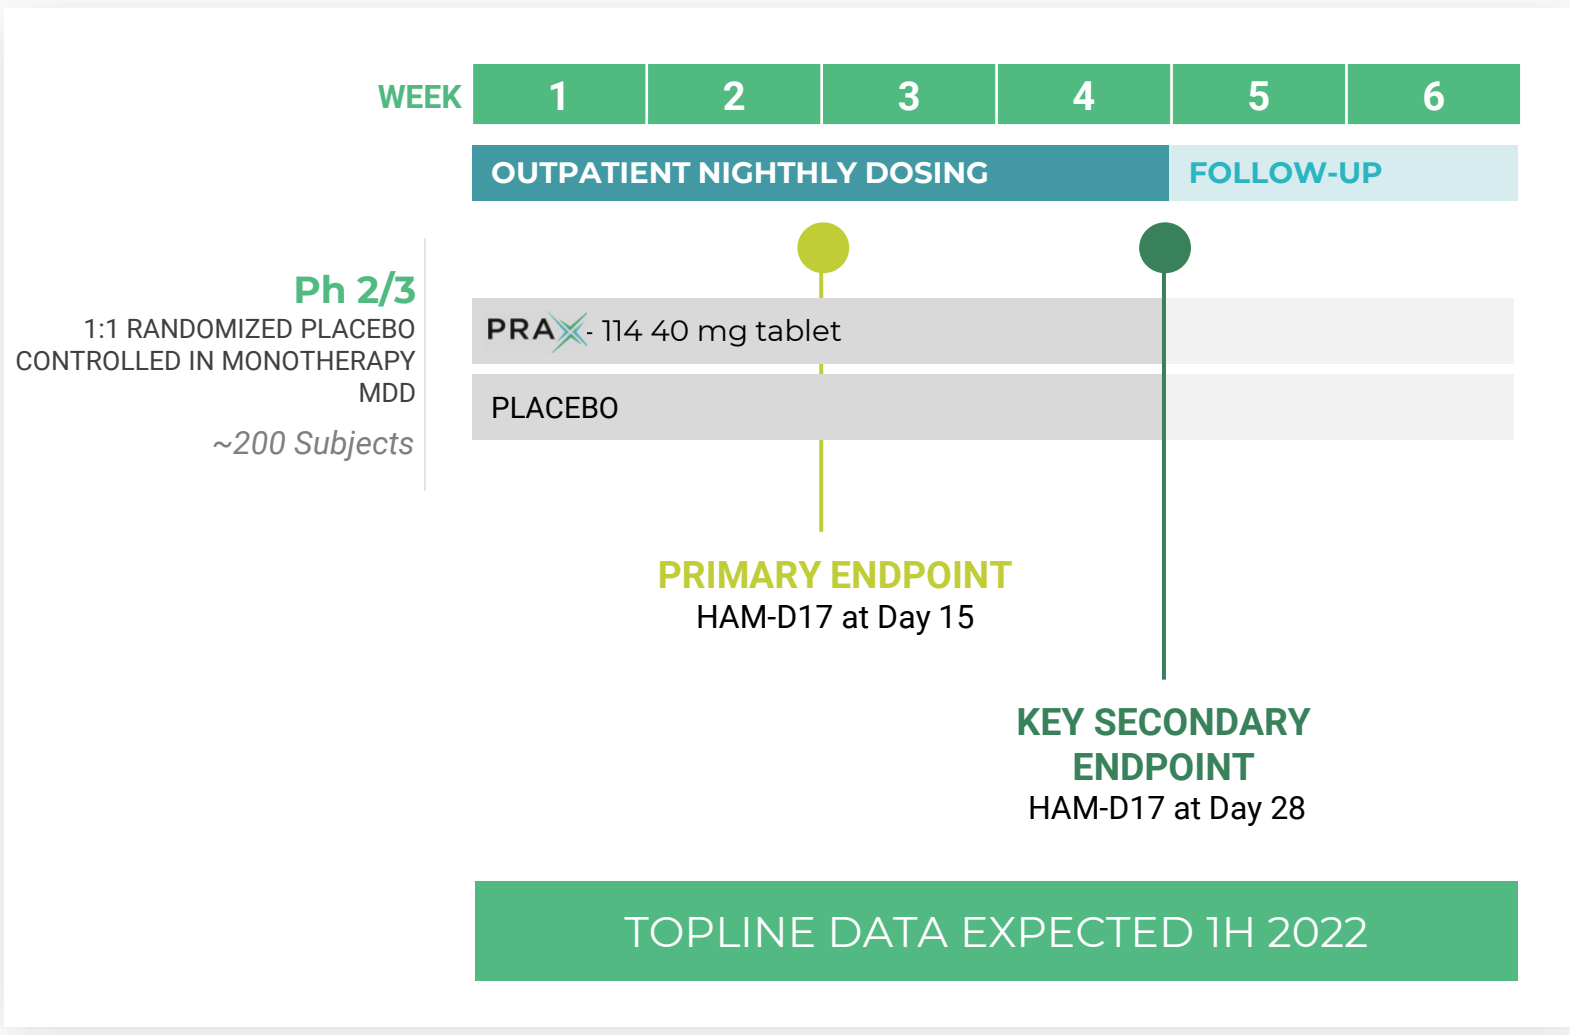 WEEK 1 2 3 4 5 6
OUTPATIENT NIGHTHLY DOSING FOLLOW-UP
Ph 2/3
1:1 RANDOMIZED PLACEBO
CONTROLLED IN MONOTHERAPY
MDD
~200 Subjects
PRAX - 114 40 mg tablet
PLACEBO
PRIMARY ENDPOINT
HAM-D17 at Day 15
KEY SECONDARY
ENDPOINT
HAM-D17 at Day 28
TOPLINE DATA EXPECTED 1H 2022